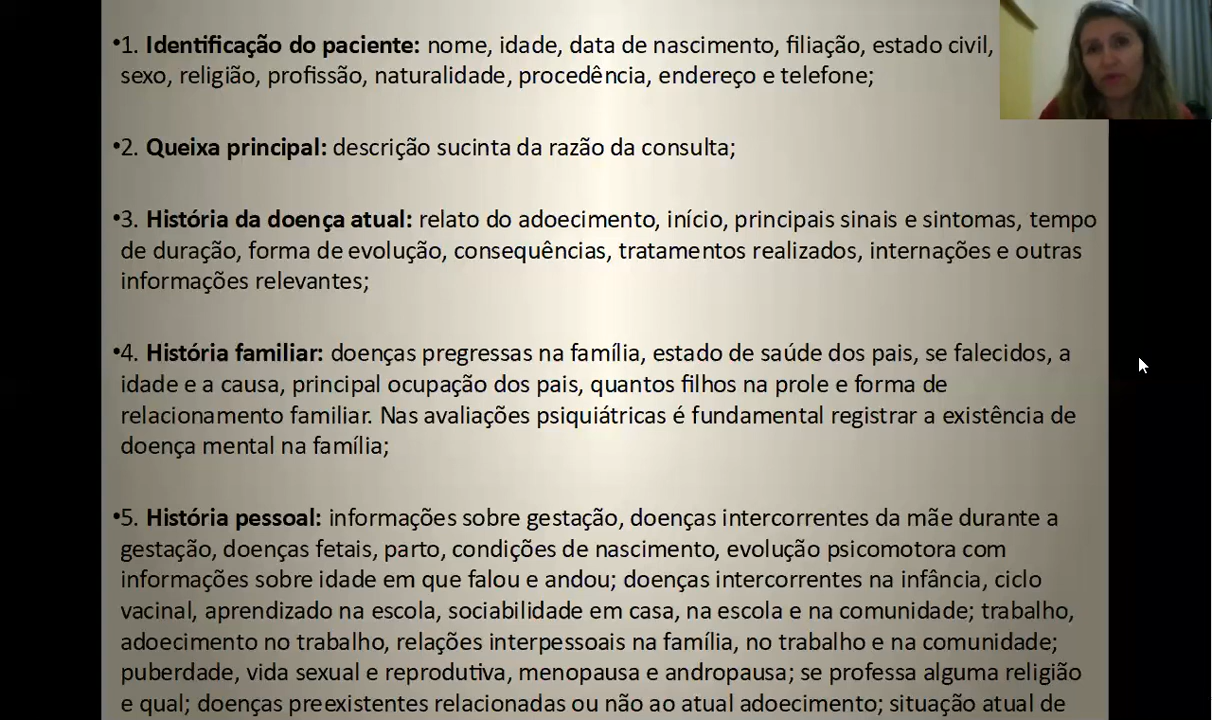 •1. Identificação do paciente: nome, idade, data de nascimento, filiação, estado civil,
sexo, religião, profissão, naturalidade, procedência, endereço e telefone;
•2. Queixa principal: descrição sucinta da razão da consulta;
•3. História da doença atual: relato do adoecimento, início, principais sinais e sintomas, tempo
de duração, forma de evolução, consequências, tratamentos realizados, internações e outras
informações relevantes;
•4. História familiar: doenças pregressas na família, estado de saúde dos pais, se falecidos, a
idade e a causa, principal ocupação dos pais, quantos filhos na prole e forma de
relacionamento familiar. Nas avaliações psiquiátricas é fundamental registrar a existência de
doença mental na família;
•5. História pessoal: informações sobre gestação, doenças intercorrentes da mãe durante a
gestação, doenças fetais, parto, condições de nascimento, evolução psicomotora com
informações sobre idade em que falou e andou; doenças intercorrentes na infância, ciclo
vacinal, aprendizado na escola, sociabilidade em casa, na escola e na comunidade; trabalho,
adoecimento no trabalho, relações interpessoais na família, no trabalho e na comunidade;
puberdade, vida sexual e reprodutiva, menopausa e andropausa; se professa alguma religião
e qual; doenças preexistentes relacionadas ou não ao atual adoecimento; situação atual de